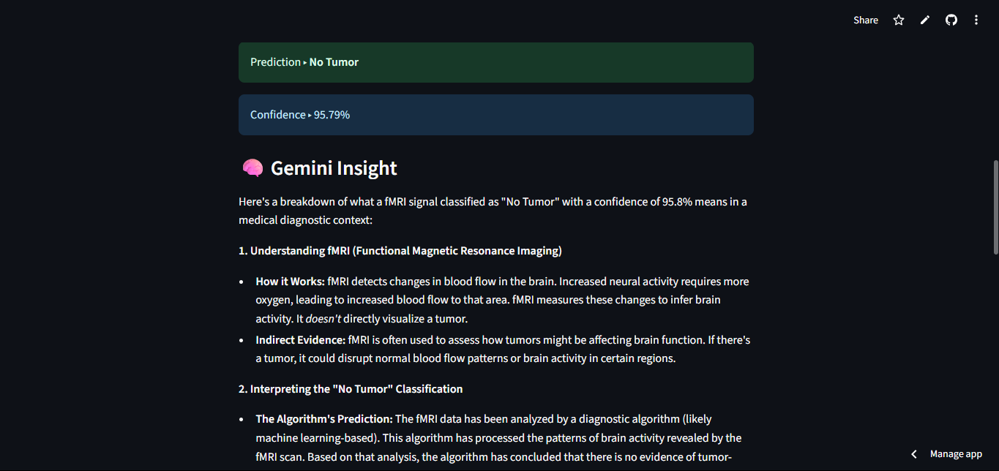 Share
Prediction ▸ No Tumor
Confidence ▸ 95.79%
🧠 Gemini Insight
Here's a breakdown of what a fMRI signal classified as "No Tumor" with a confidence of 95.8% means in a
medical diagnostic context:
1. Understanding fMRI (Functional Magnetic Resonance Imaging)
• How it Works: fMRI detects changes in blood flow in the brain. Increased neural activity requires more
oxygen, leading to increased blood flow to that area. fMRI measures these changes to infer brain
activity. It doesn't directly visualize a tumor.
• Indirect Evidence: fMRI is often used to assess how tumors might be affecting brain function. If there's
a tumor, it could disrupt normal blood flow patterns or brain activity in certain regions.
2. Interpreting the "No Tumor" Classification
• The Algorithm's Prediction: The fMRI data has been analyzed by a diagnostic algorithm (likely
machine learning-based). This algorithm has processed the patterns of brain activity revealed by the
fMRI scan. Based on that analysis, the algorithm has concluded that there is no evidence of tumor-
Manage app